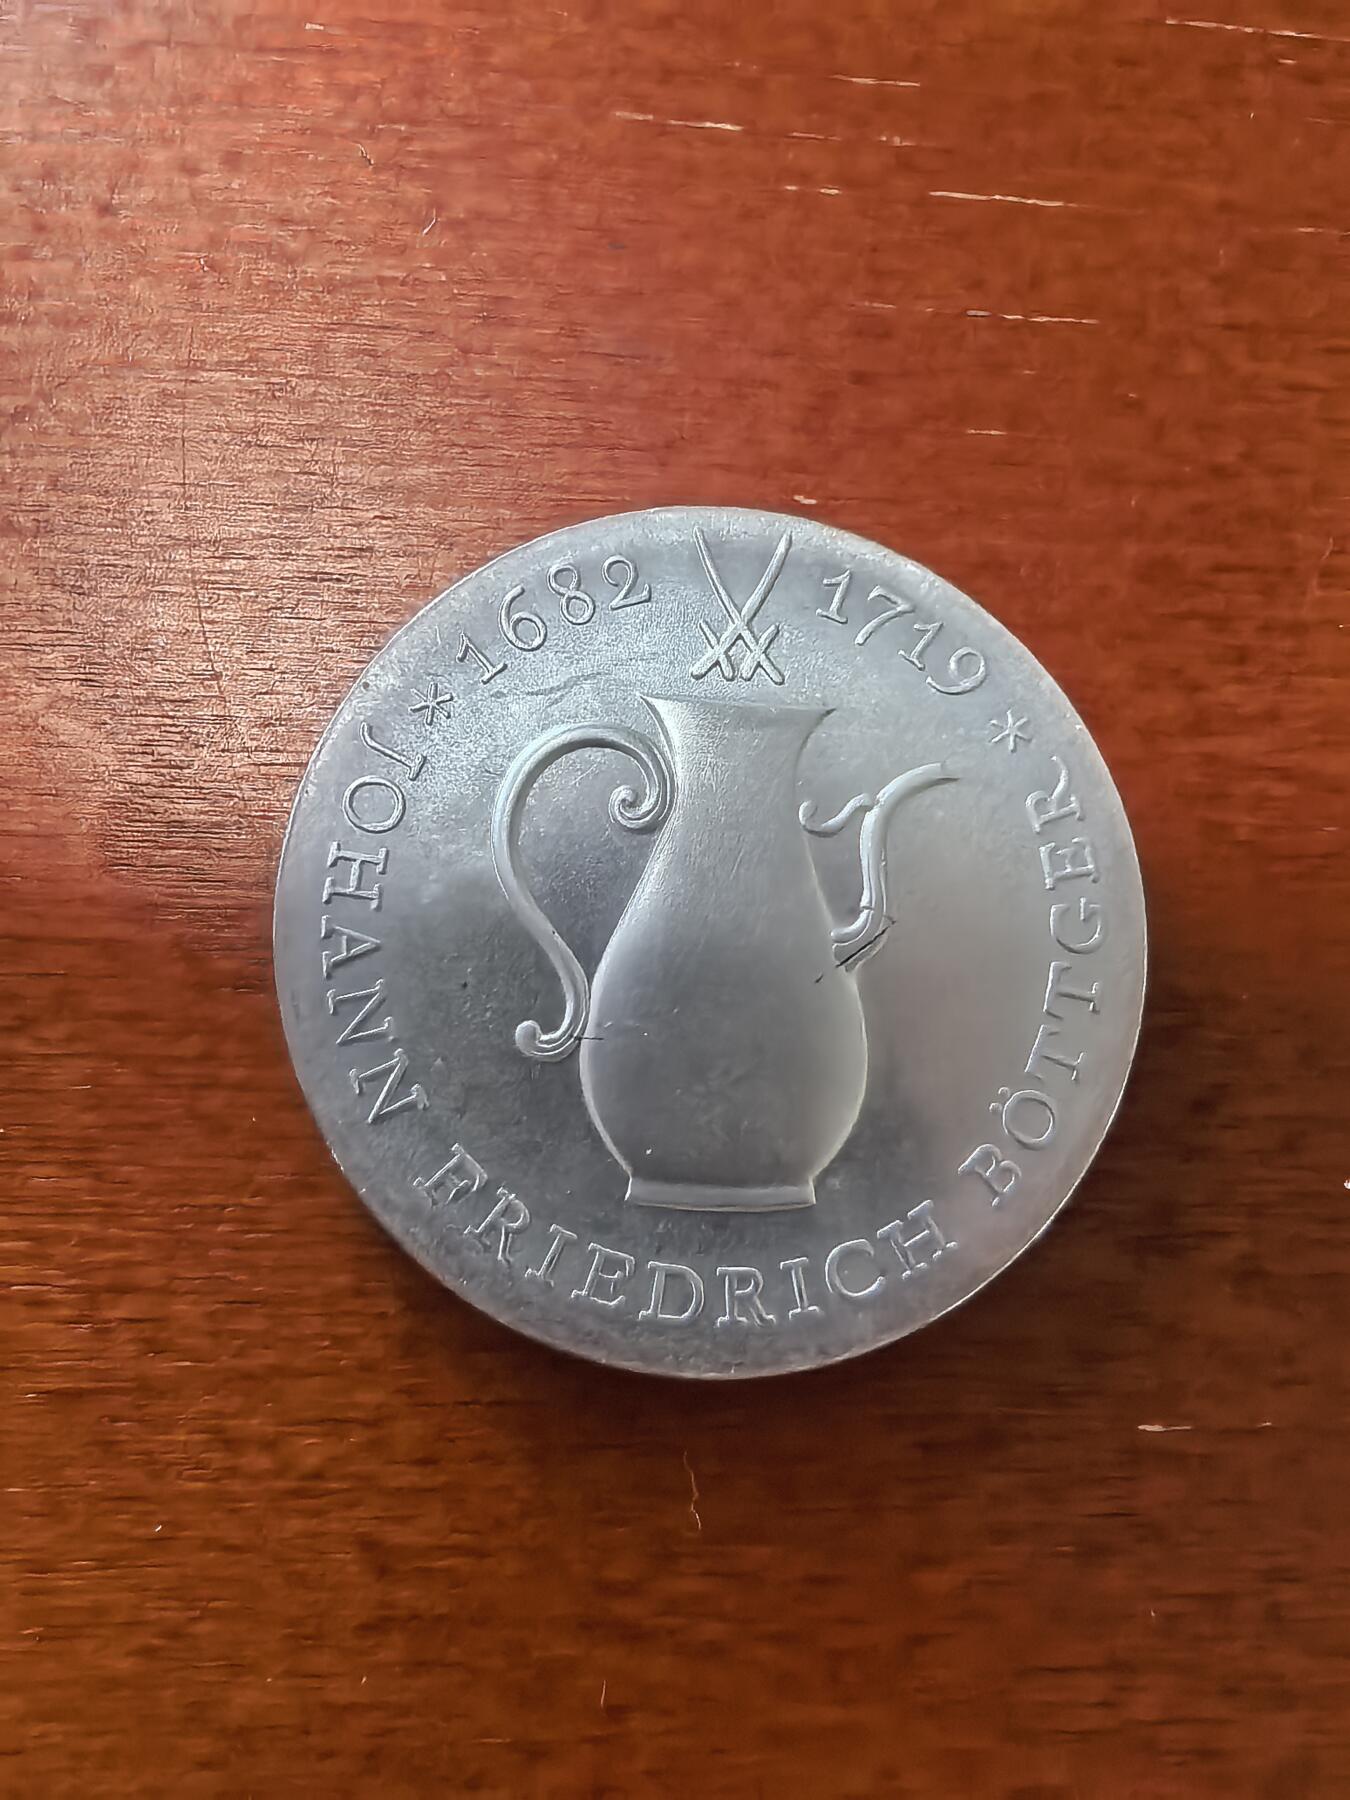 1682 1719
* JOHANN FRIEDRICH BÖTTGER *